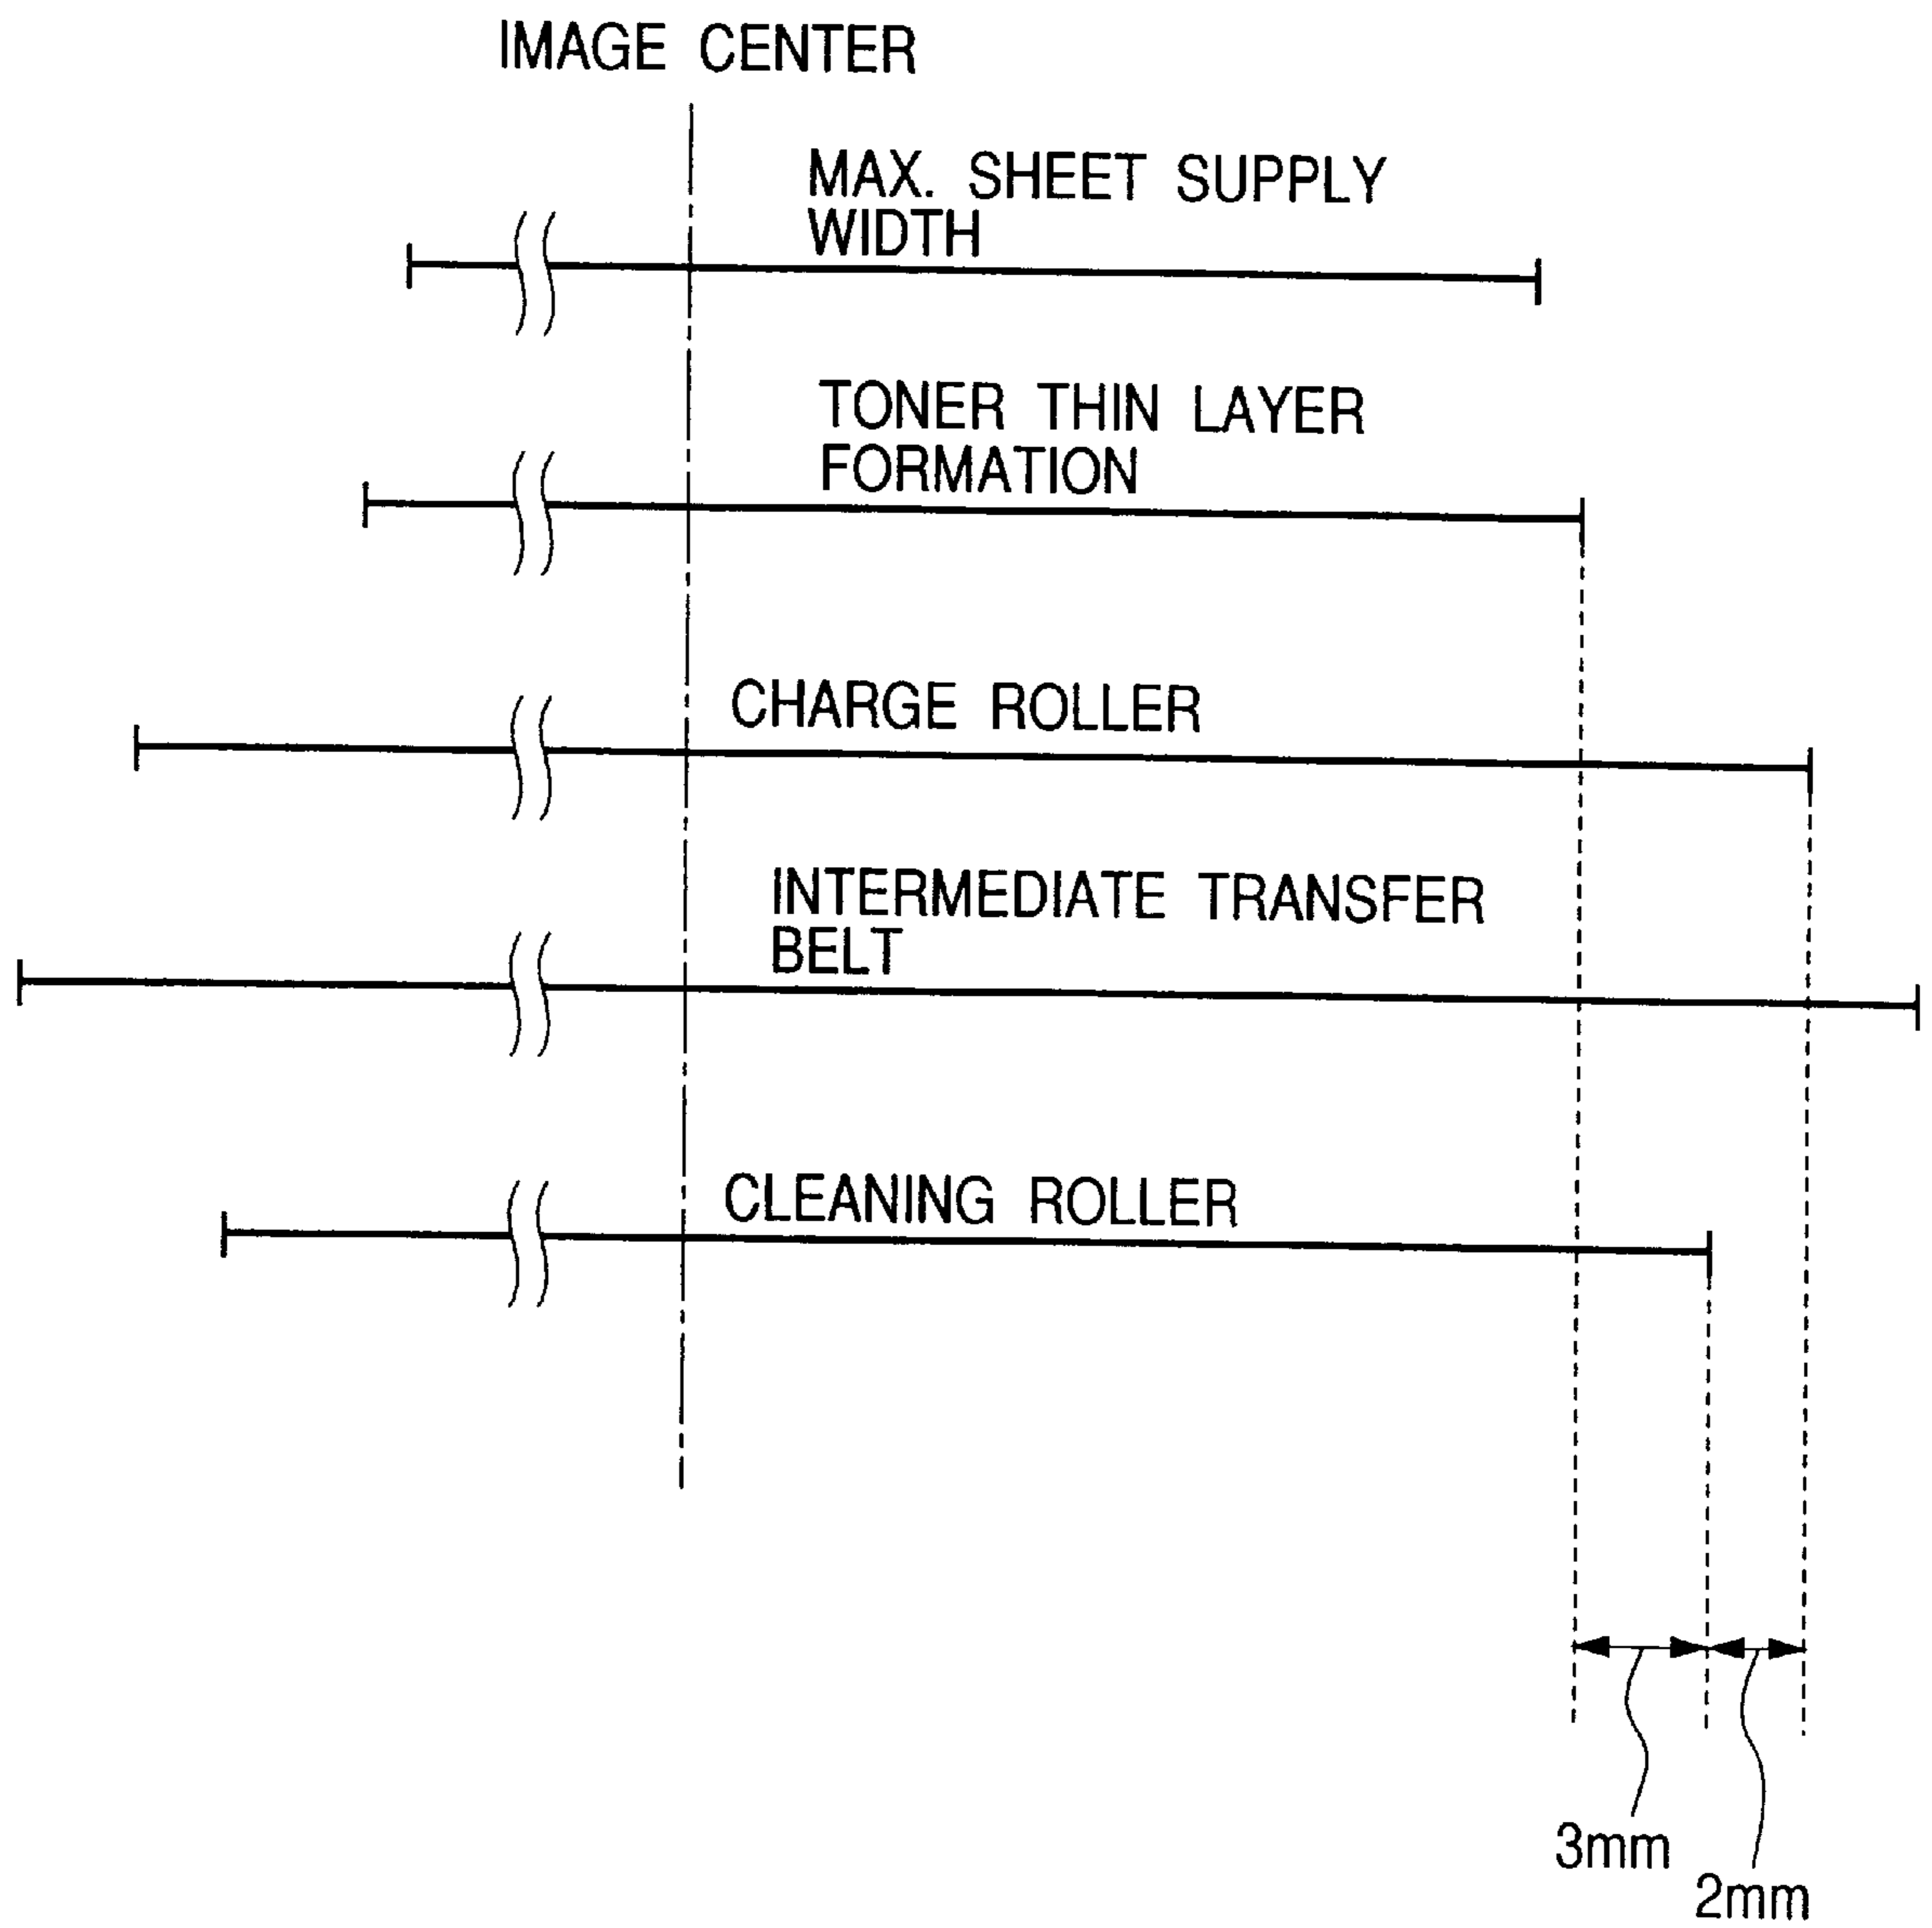 IMAGE CENTER
MAX. SHEET SUPPLY
WIDTH
TONER THIN LAYER
FORMATION
CHARGE ROLLER
INTERMEDIATE TRANSFER
BELT
CLEANING ROLLER
3mm
2mm